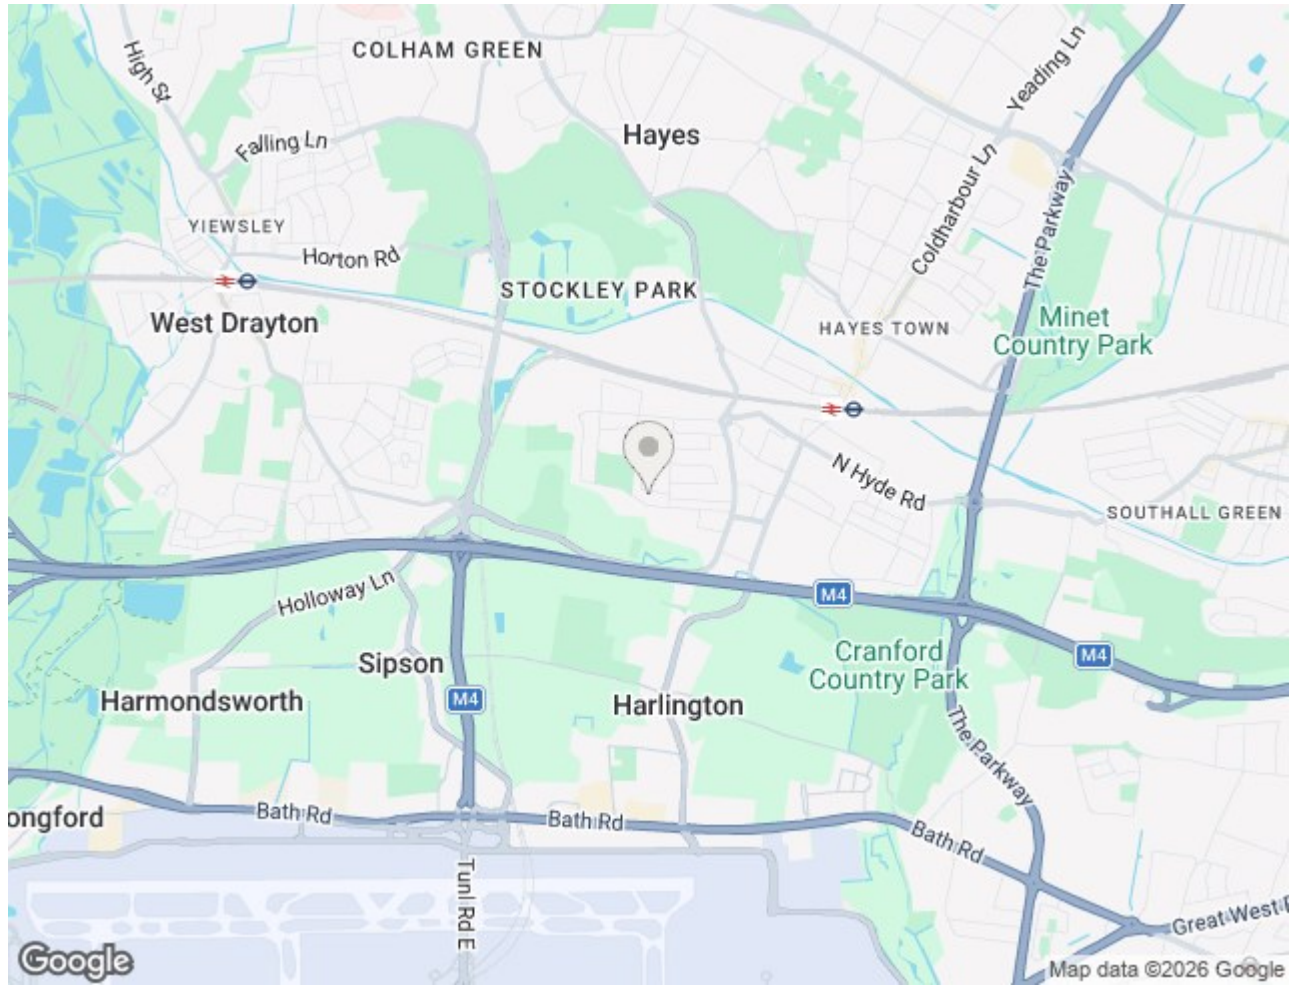 COLHAM GREEN
High St
Yeading Ln
Hayes
Falling Ln
Coldharbour Ln
The Parkway
YIEWSLEY
Horton Rd
STOCKLEY PARK
West Drayton
HAYES TOWN
Minet
Country Park
N Hyde Rd
SOUTHALL GREEN
Holloway Ln
M4
Sipson
Cranford
Country Park
M4
Harmondsworth
M4
Harlington
The Parkway
ongford
Bath Rd
Bath Rd
Bath Rd
Tunl Rd E
Great West
Google
Map data ©2026 Google